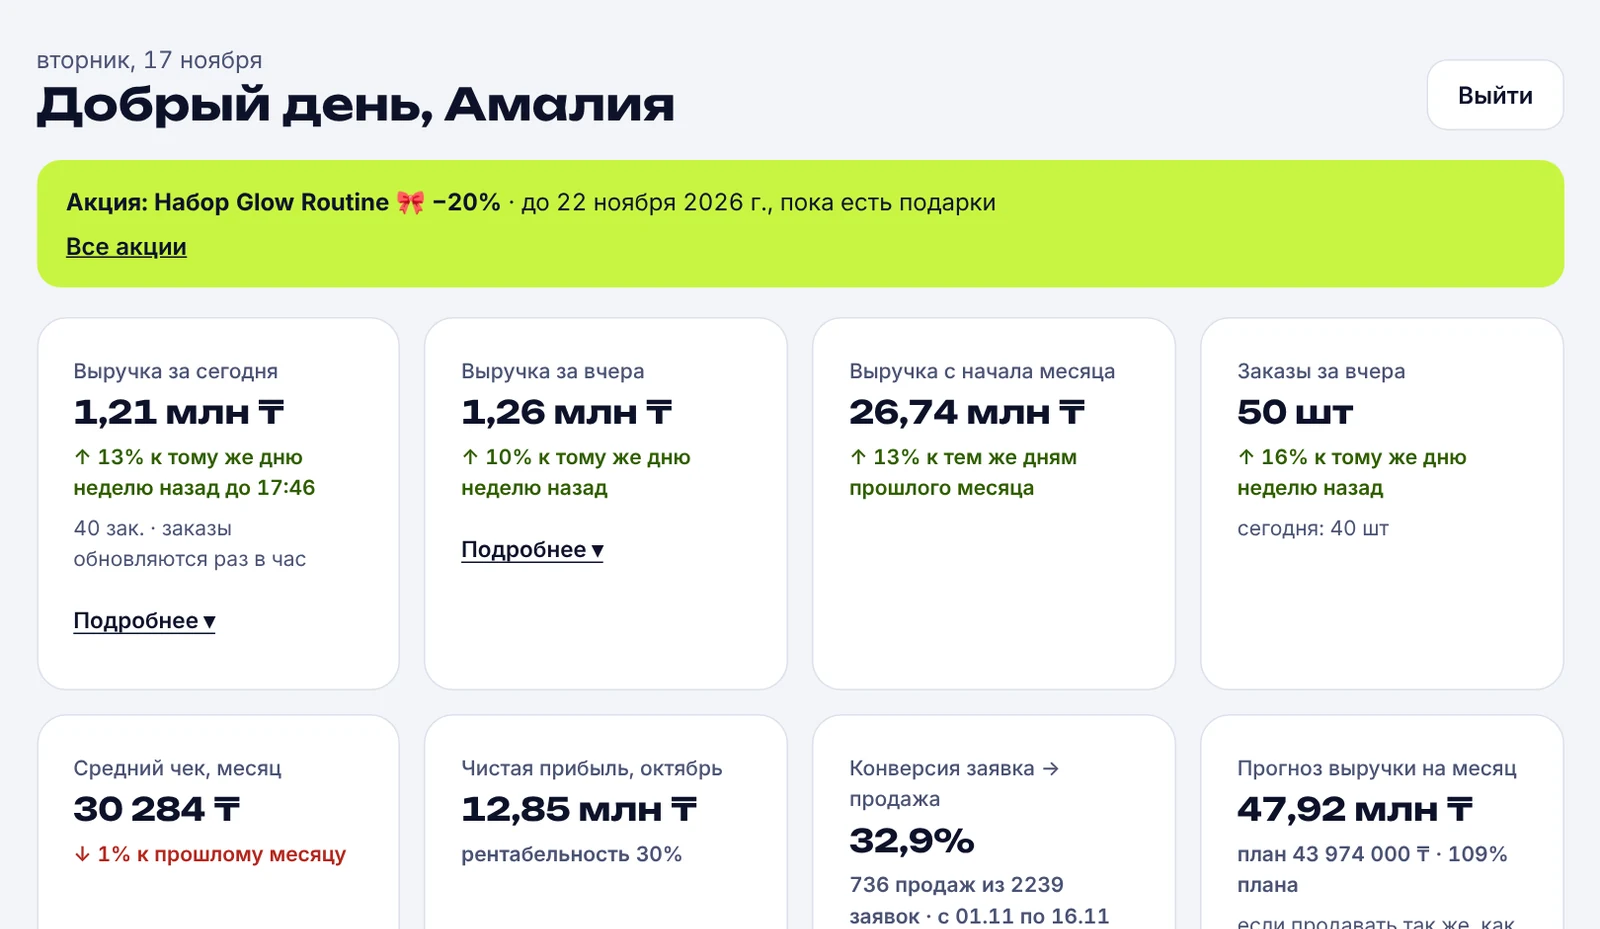 вторник, 17 ноября
Добрый день, Амалия
Выйти
Акция: Набор Glow Routine 🎀 −20% · до 22 ноября 2026 г., пока есть подарки
Все акции
Выручка за сегодня
1,21 млн ₸
↑ 13% к тому же дню
неделю назад до 17:46
40 зак. · заказы
обновляются раз в час
Подробнее ▾
Выручка за вчера
1,26 млн ₸
↑ 10% к тому же дню
неделю назад
Подробнее ▾
Выручка с начала месяца
26,74 млн ₸
↑ 13% к тем же дням
прошлого месяца
Заказы за вчера
50 шт
↑ 16% к тому же дню
неделю назад
сегодня: 40 шт
Средний чек, месяц
30 284 ₸
↓ 1% к прошлому месяцу
Чистая прибыль, октябрь
12,85 млн ₸
рентабельность 30%
Конверсия заявка →
продажа
32,9%
736 продаж из 2239
заявок · с 01.11 по 16.11
Прогноз выручки на месяц
47,92 млн ₸
план 43 974 000 ₸ · 109%
плана
если продавать так же, как